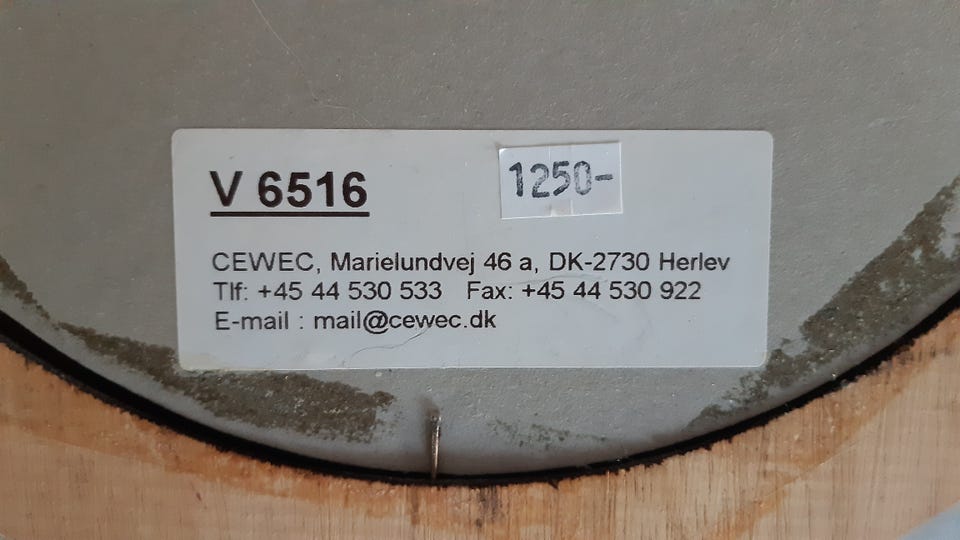 V 6516
1250-
CEWEC, Marielundvej 46 a, DK-2730 Herlev
Tlf: +45 44 530 533 Fax: +45 44 530 922
E-mail : mail@cewec.dk